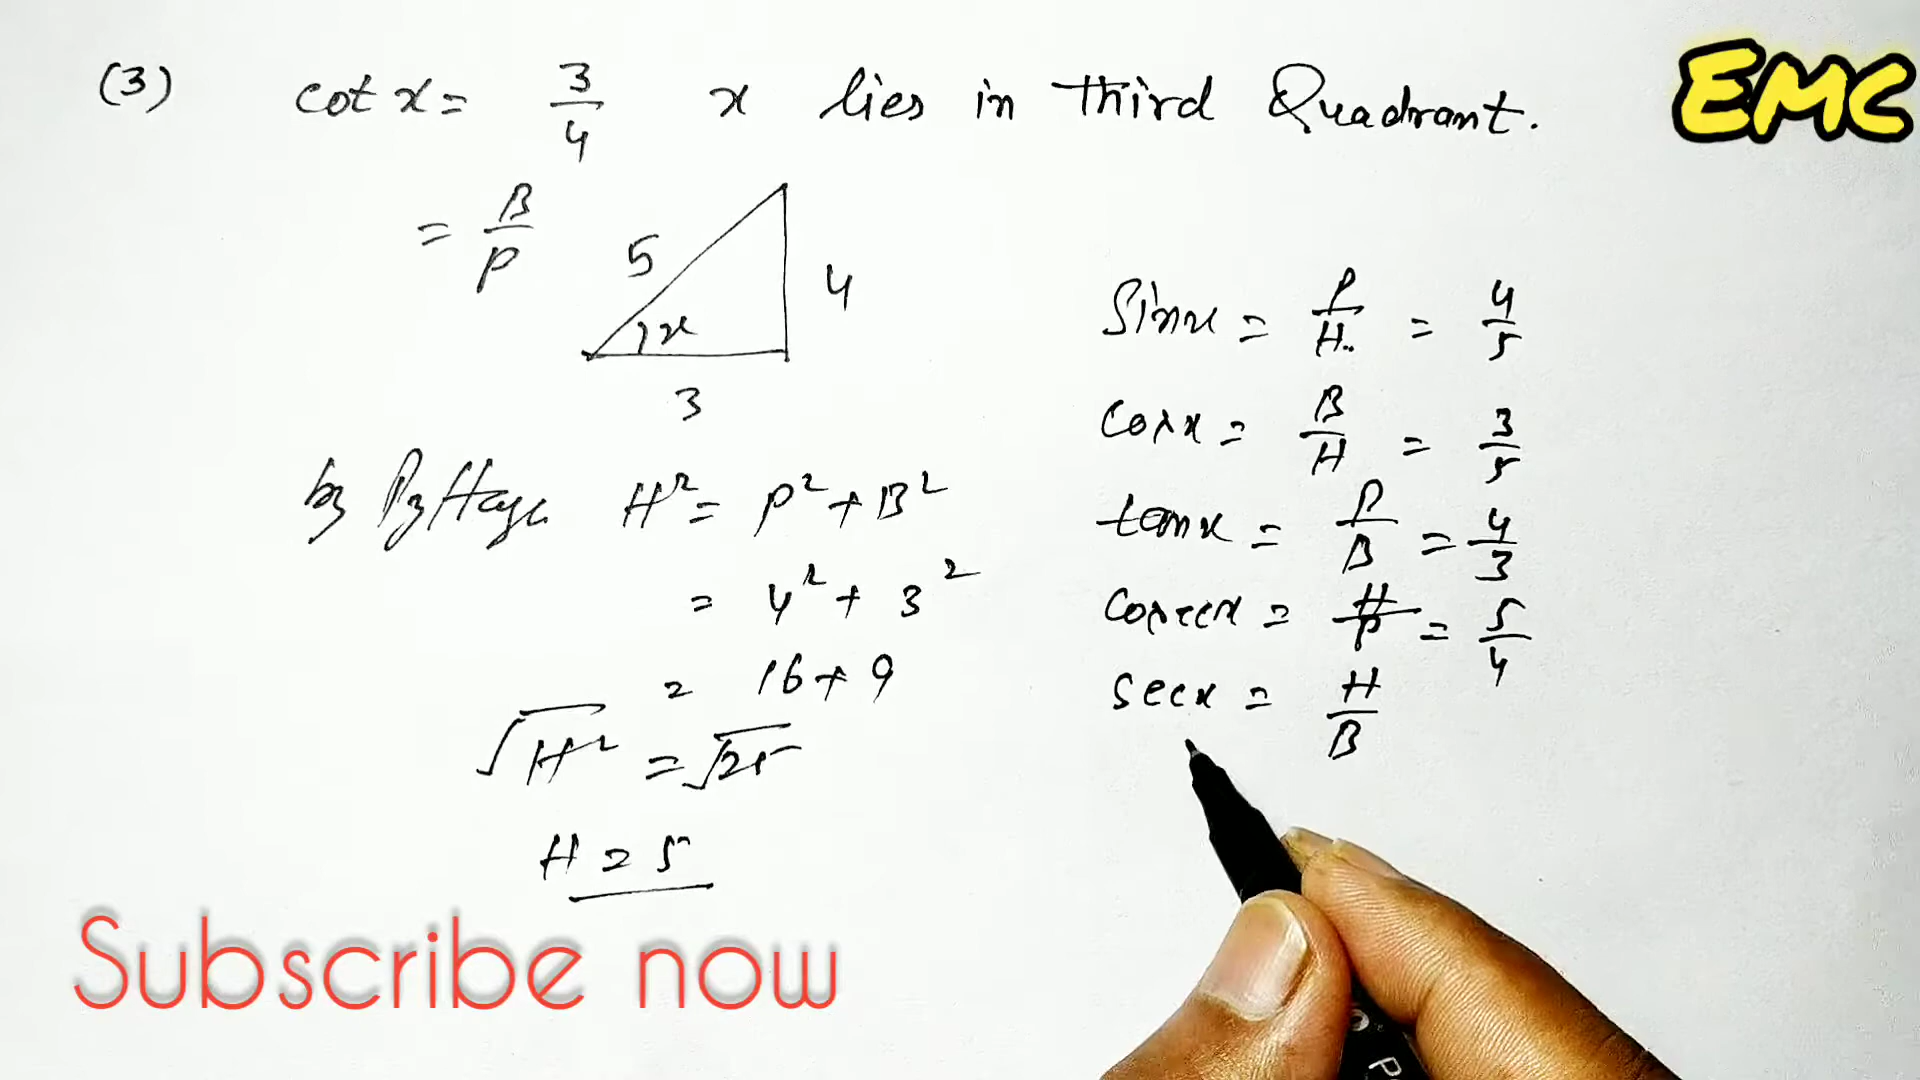 (3) cot x = 3/4 x lies in third Quadrant.
EMC
= B/P
5
4
x
3
by H² = P² + B²
= 4² + 3²
= 16 + 9
√H² = √25
H = 5
Sinx = P/H = 4/5
Cosx = B/H = 3/5
tanx = P/B = 4/3
Cosecx = H/P = 5/4
Secx = H/B
Subscribe now